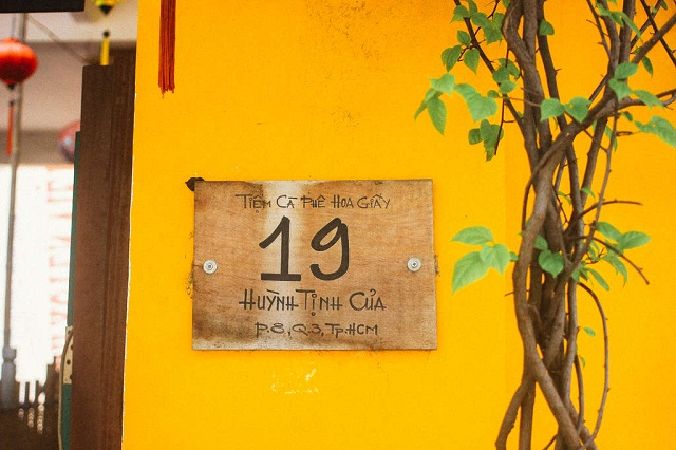 TIỆM CÀ PHÊ HOA GIẤY
19
HUỲNH TỊNH CỦA
P.8, Q.3, TP.HCM